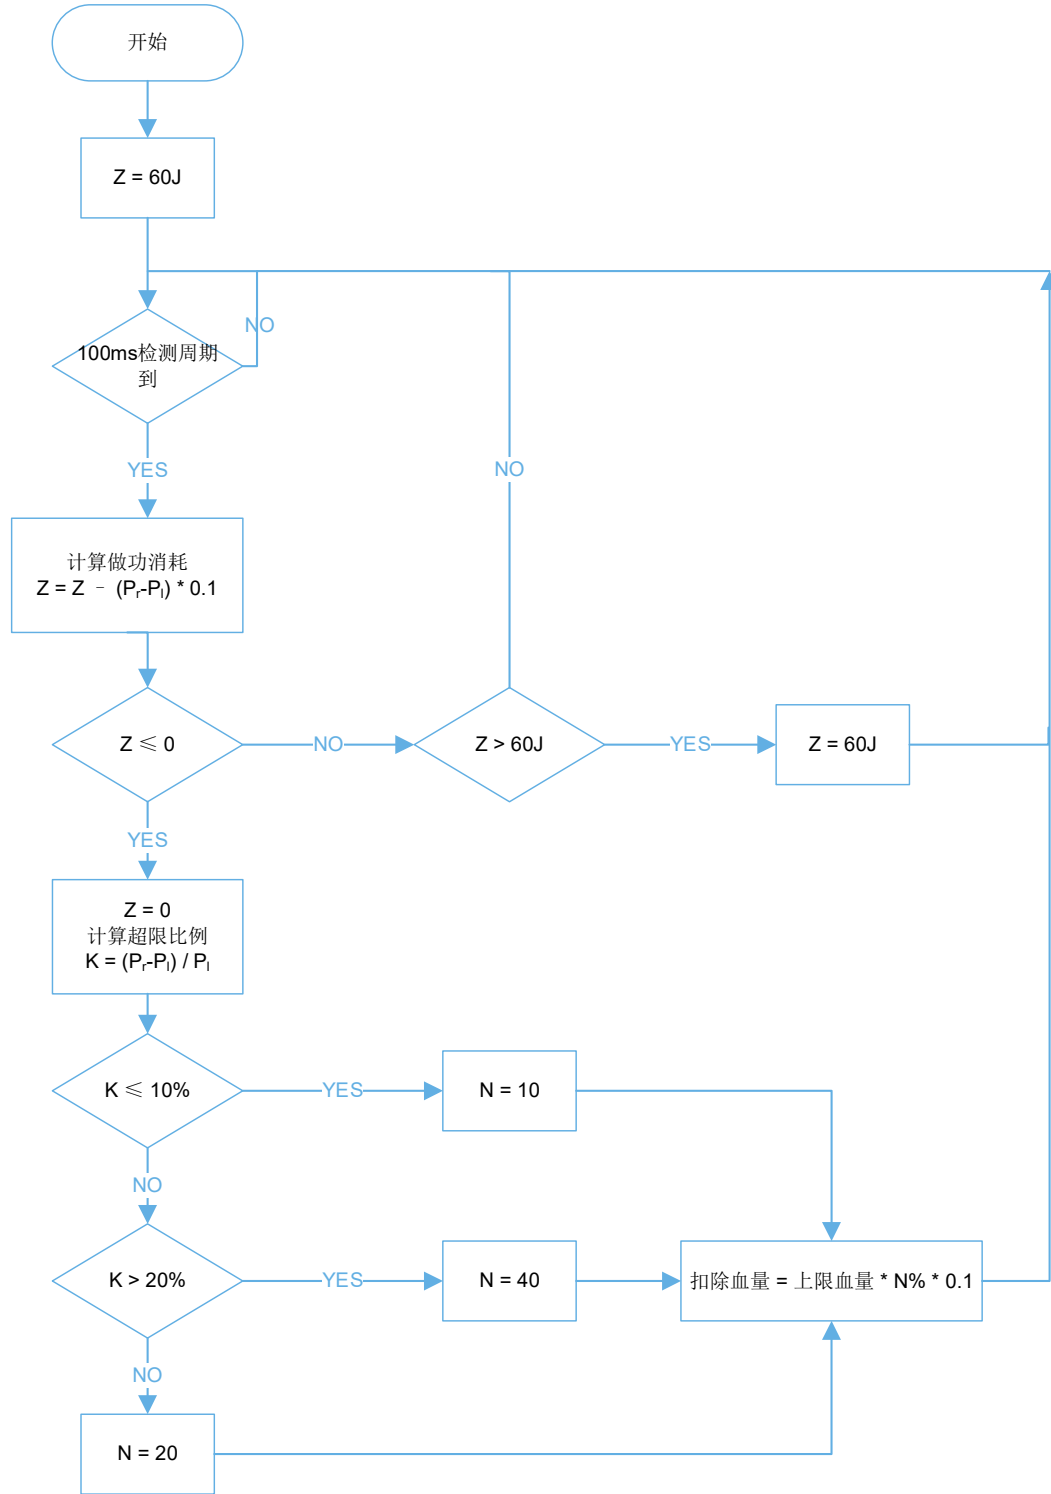 开始
Z = 60J
NO
100ms检测周期
到
YES
NO
计算做功消耗
Z = Z － (Pr-Pl) * 0.1
Z ≤ 0
NO
Z > 60J
YES
Z = 60J
YES
Z = 0
计算超限比例
K = (Pr-Pl) / Pl
K ≤ 10%
YES
N = 10
NO
K > 20%
YES
N = 40
扣除血量 = 上限血量 * N% * 0.1
NO
N = 20